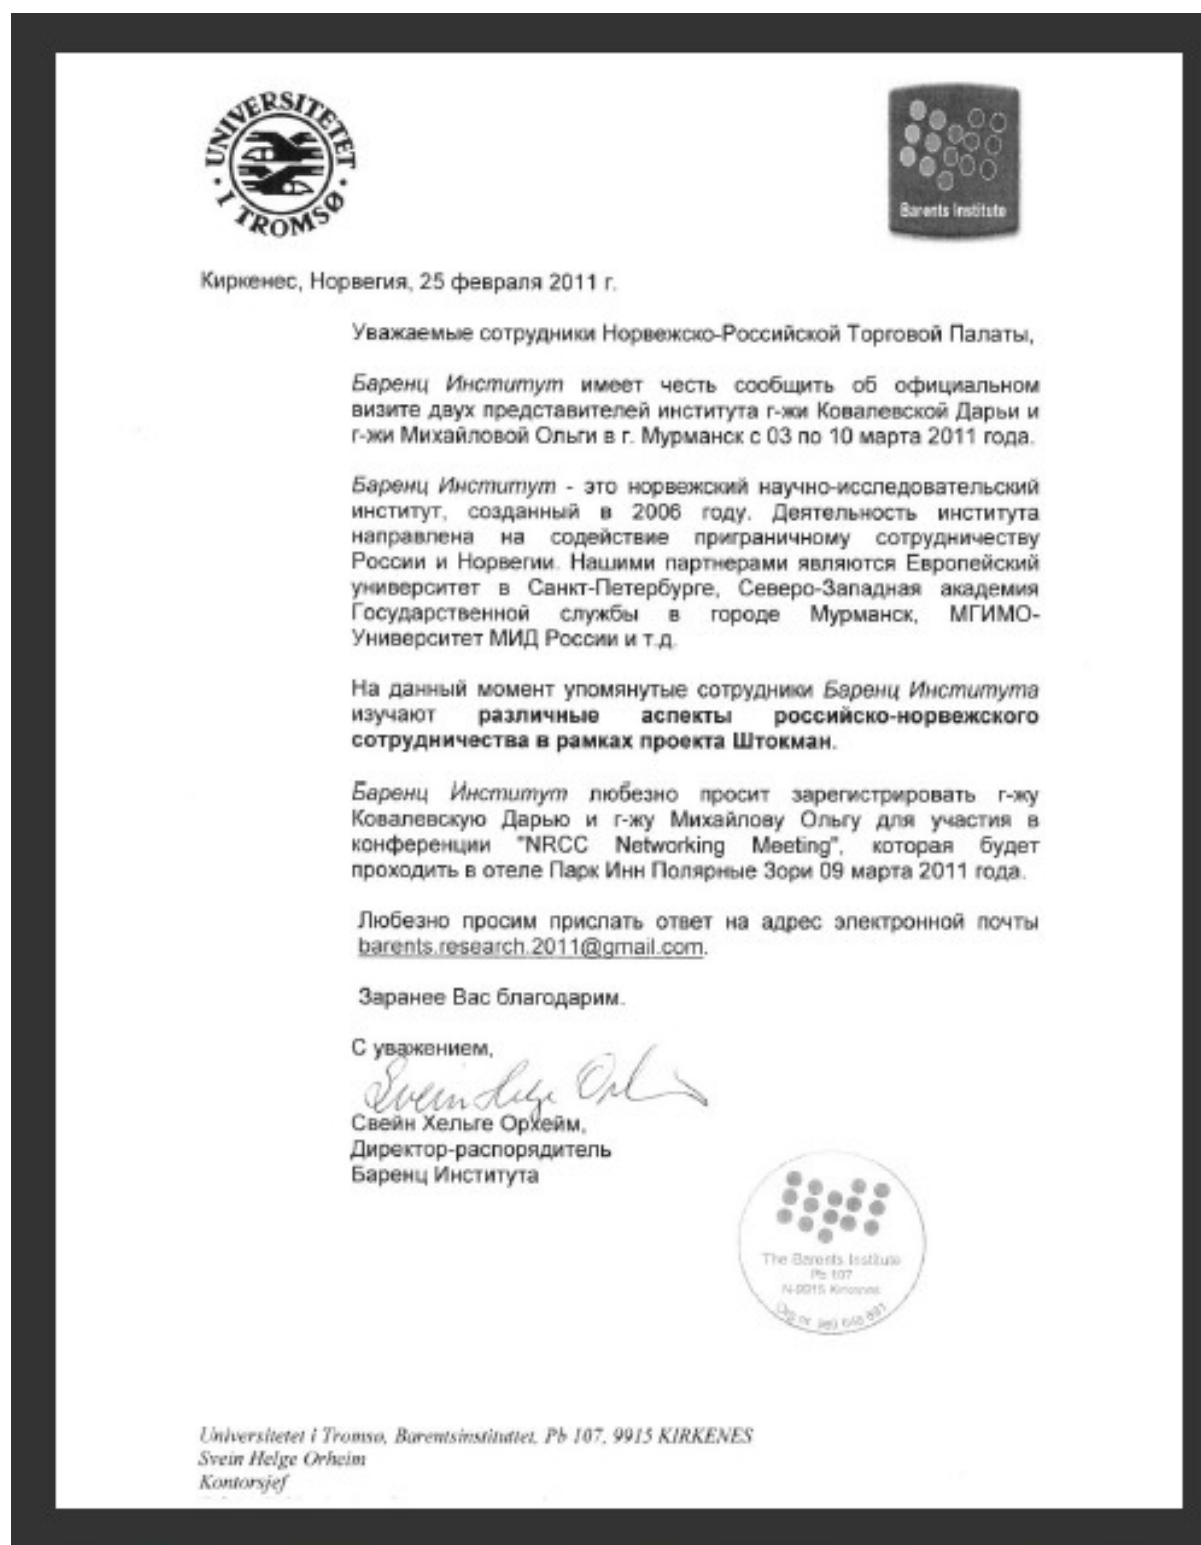 UNIVERSITETET
I TROMSØ
Barents Institute
Киркенес, Норвегия, 25 февраля 2011 г.
Уважаемые сотрудники Норвежско-Российской Торговой Палаты,
Баренц Институт имеет честь сообщить об официальном
визите двух представителей института г-жи Ковалевской Дарьи и
г-жи Михайловой Ольги в г. Мурманск с 03 по 10 марта 2011 года.
Баренц Институт - это норвежский научно-исследовательский
институт, созданный в 2006 году. Деятельность института
направлена на содействие приграничному сотрудничеству
России и Норвегии. Нашими партнерами являются Европейский
университет в Санкт-Петербурге, Северо-Западная академия
Государственной службы в городе Мурманск, МГИМО-
Университет МИД России и т.д.
На данный момент упомянутые сотрудники Баренц Института
изучают различные аспекты российско-норвежского
сотрудничества в рамках проекта Штокман.
Баренц Институт любезно просит зарегистрировать г-жу
Ковалевскую Дарью и г-жу Михайлову Ольгу для участия в
конференции "NRCC Networking Meeting", которая будет
проходить в отеле Парк Инн Полярные Зори 09 марта 2011 года.
Любезно просим прислать ответ на адрес электронной почты
barents.research.2011@gmail.com.
Заранее Вас благодарим.
С уважением,
Svein Helge
Свейн Хельге Орхейм,
Директор-распорядитель
Баренц Института
The Barents Institute
Pb 107
N-9915 Kirkenes
Universitetet i Tromsø, Barentsinstituttet, Pb 107, 9915 KIRKENES
Svein Helge Orheim
Kontorsjef